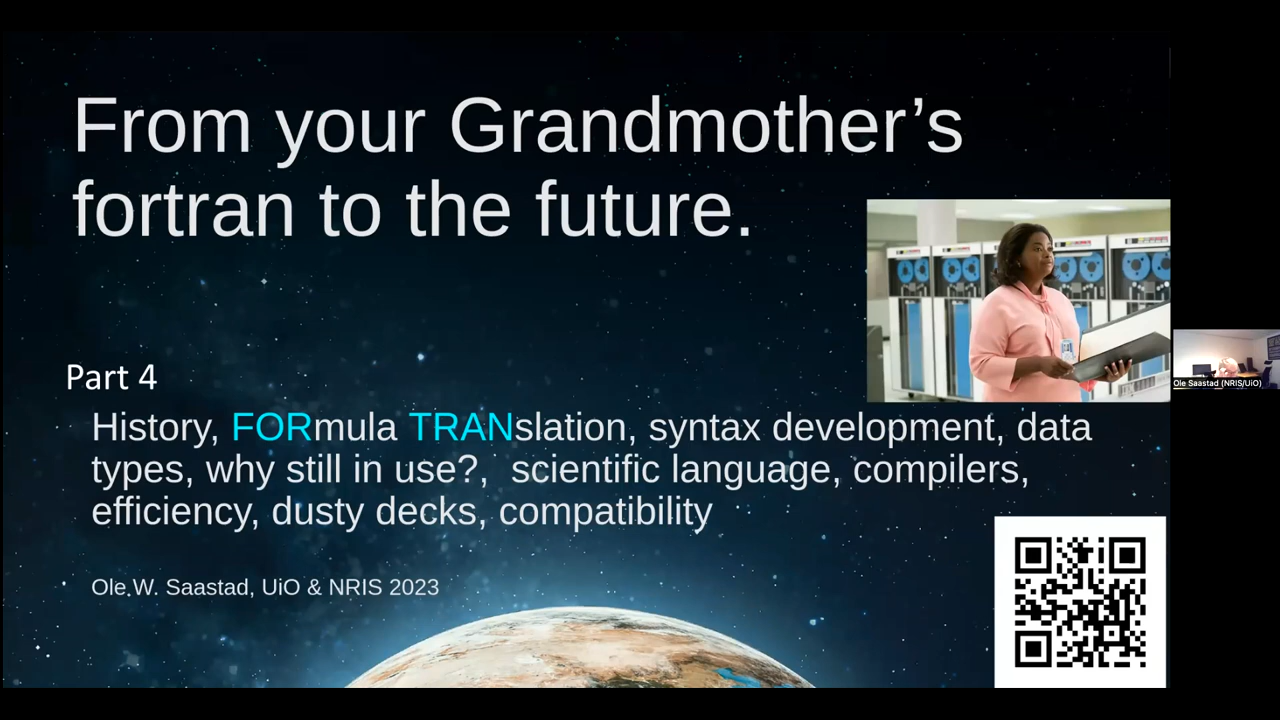 From your Grandmother’s
fortran to the future.
Part 4
History, FORmula TRANslation, syntax development, data
types, why still in use?, scientific language, compilers,
efficiency, dusty decks, compatibility
Ole.W. Saastad, UiO & NRIS 2023
Ole Saastad (NRIS/UiO)